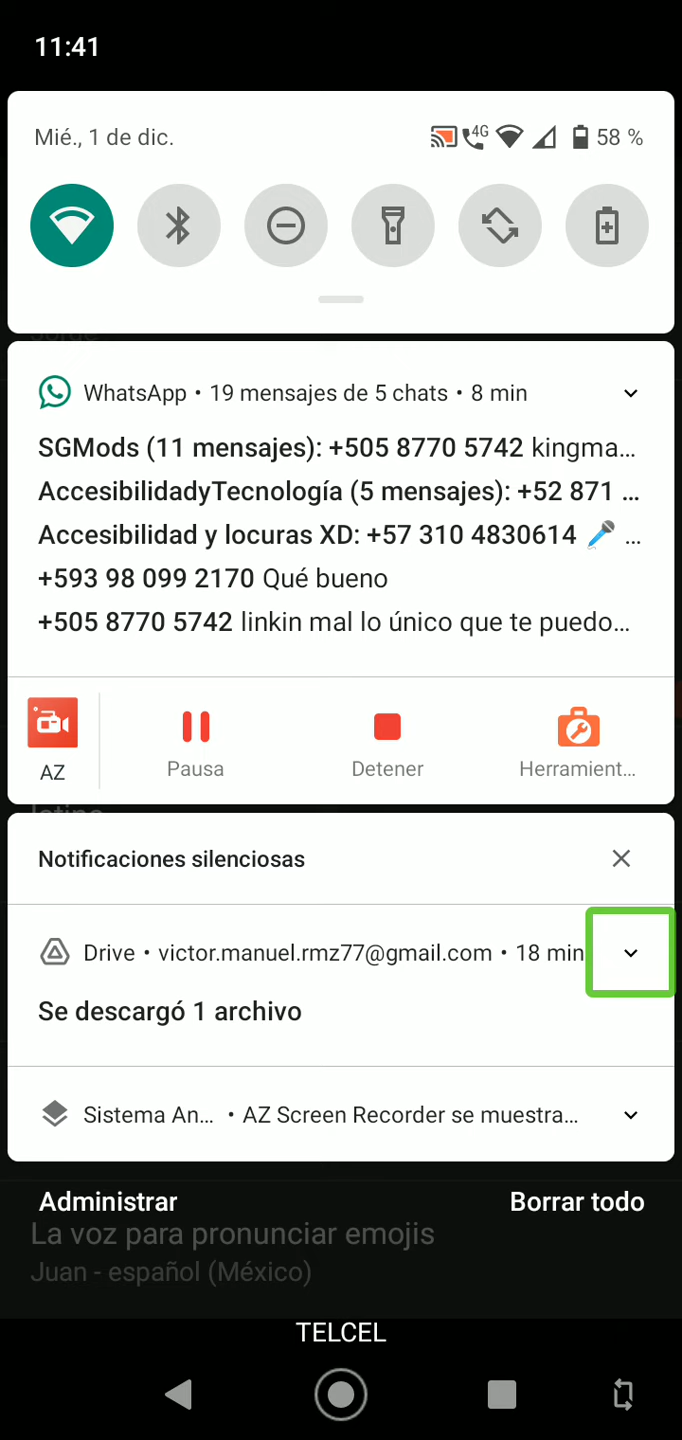 11:41
Mié., 1 de dic.
4G
58 %
WhatsApp • 19 mensajes de 5 chats • 8 min
SGMods (11 mensajes): +505 8770 5742 kingma...
AccesibilidadyTecnología (5 mensajes): +52 871 ...
Accesibilidad y locuras XD: +57 310 4830614 🎤 ...
+593 98 099 2170 Qué bueno
+505 8770 5742 linkin mal lo único que te puedo...
AZ
Pausa
Detener
Herramient...
Notificaciones silenciosas
Drive • victor.manuel.rmz77@gmail.com • 18 min
Se descargó 1 archivo
Sistema An... • AZ Screen Recorder se muestra...
Administrar
Borrar todo
La voz para pronunciar emojis
Juan - español (México)
TELCEL